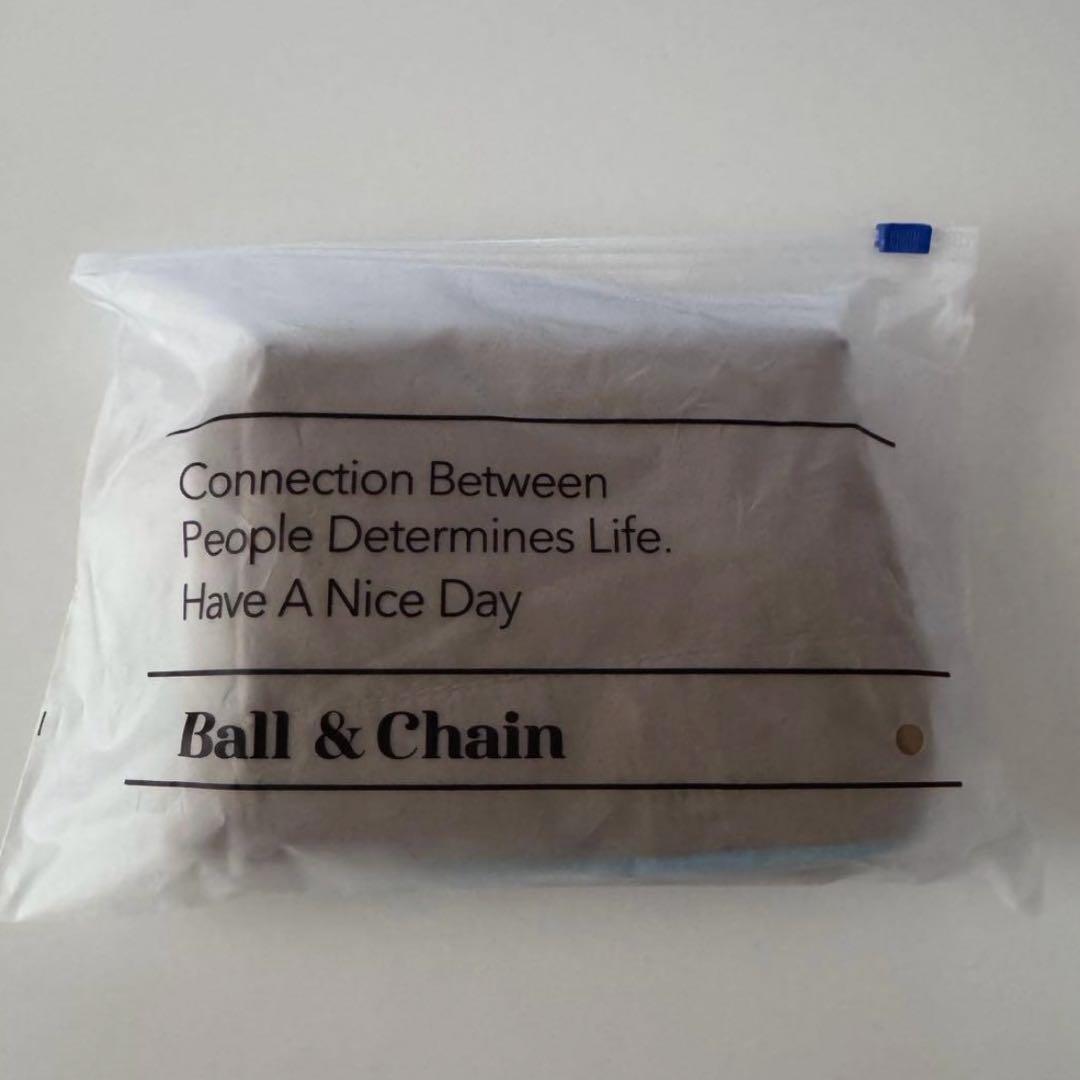 Connection Between
People Determines Life.
Have A Nice Day
Ball & Chain